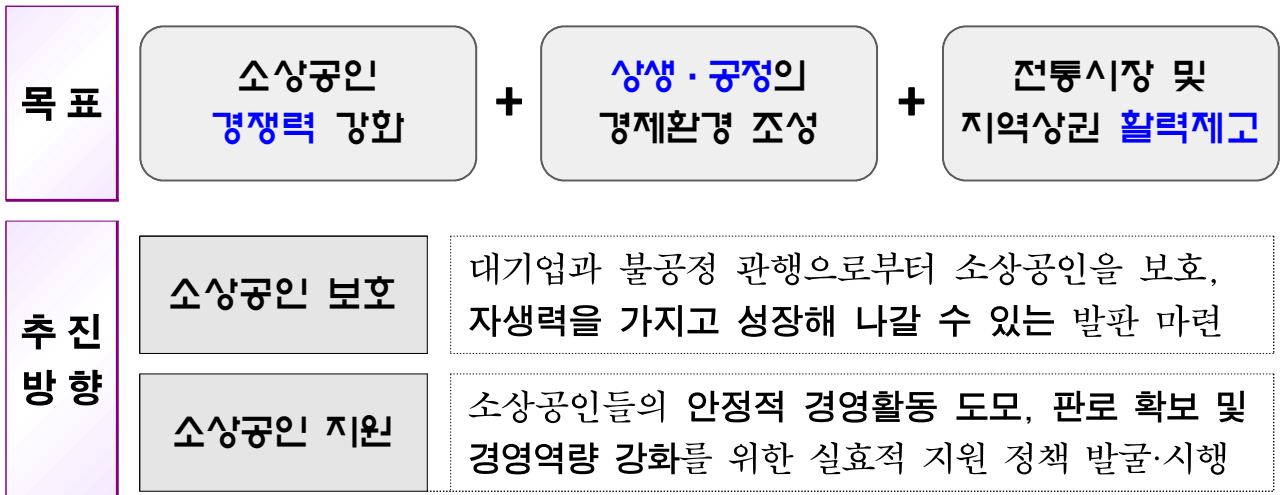 목 표
소상공인
경쟁력 강화
+
상생·공정의
경제환경 조성
+
전통시장 및
지역상권 활력제고
추 진
방 향
소상공인 보호
대기업과 불공정 관행으로부터 소상공인을 보호,
자생력을 가지고 성장해 나갈 수 있는 발판 마련
소상공인 지원
소상공인들의 안정적 경영활동 도모, 판로 확보 및
경영역량 강화를 위한 실효적 지원 정책 발굴·시행